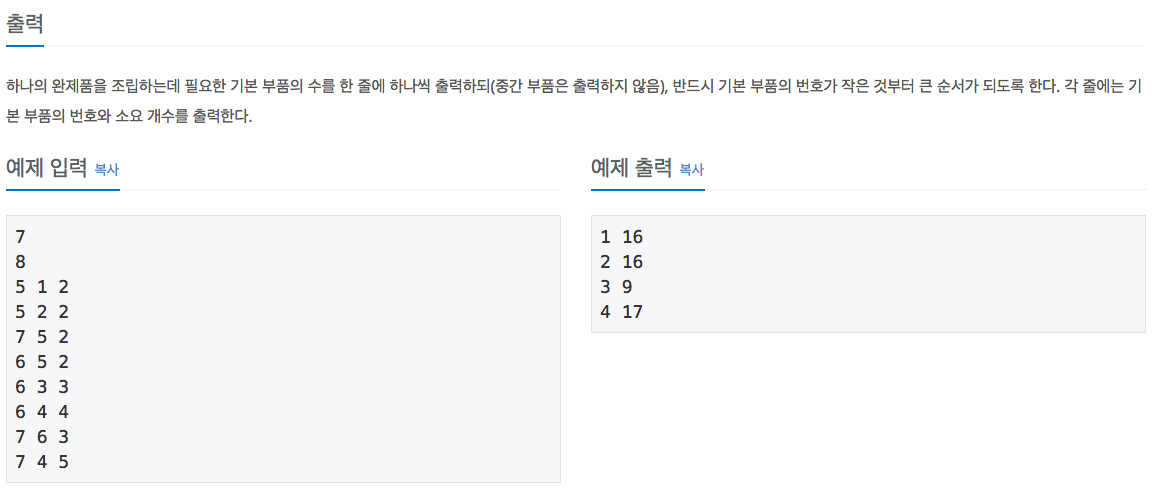 출력
하나의 완제품을 조립하는데 필요한 기본 부품의 수를 한 줄에 하나씩 출력하되(중간 부품은 출력하지 않음), 반드시 기본 부품의 번호가 작은 것부터 큰 순서가 되도록 한다. 각 줄에는 기
본 부품의 번호와 소요 개수를 출력한다.
예제 입력 복사
7
8
5 1 2
5 2 2
7 5 2
6 5 2
6 3 3
6 4 4
7 6 3
7 4 5
예제 출력 복사
1 16
2 16
3 9
4 17